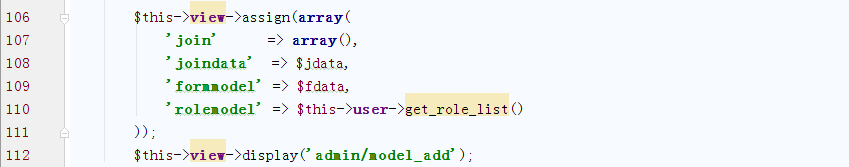 106 $this->view->assign(array(
107 'join' => array(),
108 'joindata' => $jdata,
109 'formmodel' => $fdata,
110 'rolemodel' => $this->user->get_role_list()
111 ));
112 $this->view->display('admin/model_add');